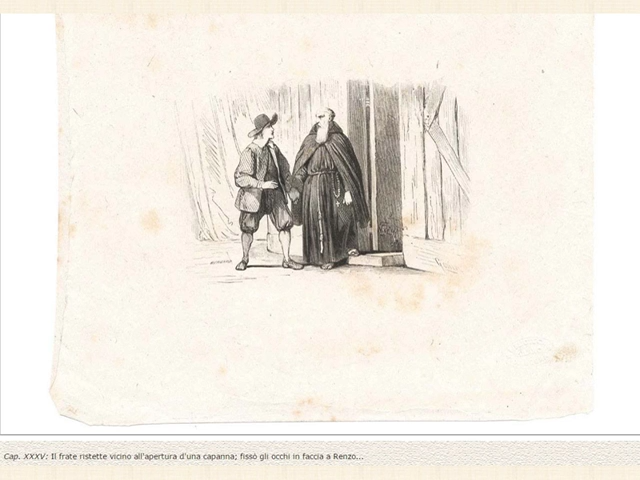 Cap. XXXV: Il frate ristette vicino all'apertura d'una capanna; fissò gli occhi in faccia a Renzo...